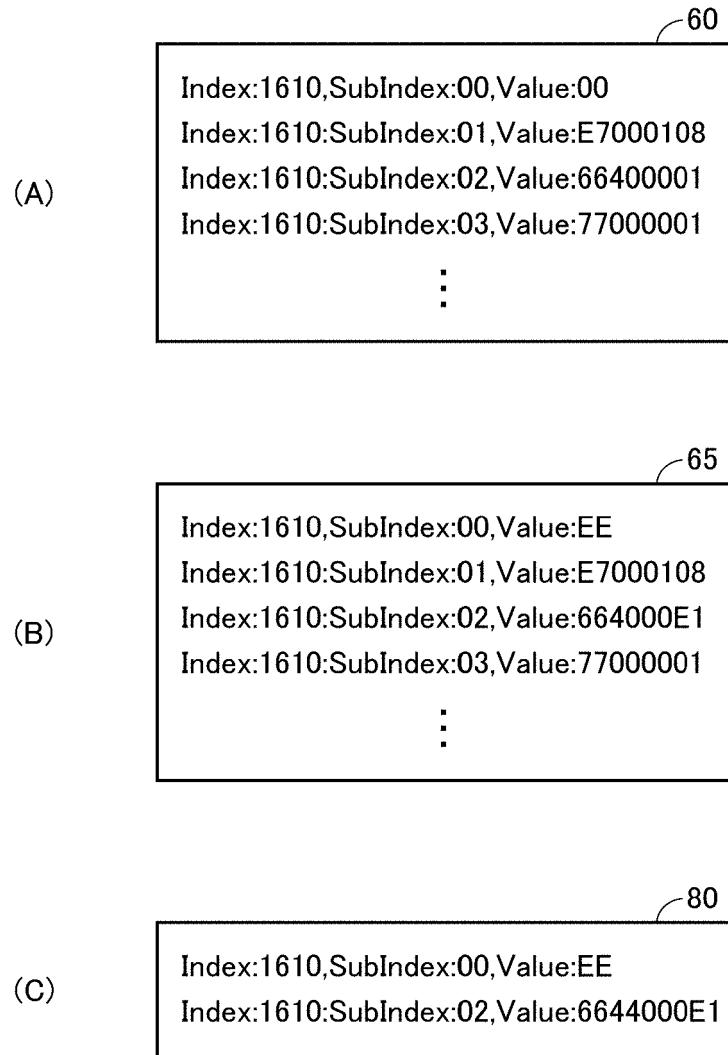 60
Index:1610,SubIndex:00,Value:00
Index:1610:SubIndex:01,Value:E7000108
(A)
Index:1610:SubIndex:02,Value:66400001
Index:1610:SubIndex:03,Value:77000001
⋮
65
Index:1610,SubIndex:00,Value:EE
Index:1610:SubIndex:01,Value:E7000108
(B)
Index:1610:SubIndex:02,Value:664000E1
Index:1610:SubIndex:03,Value:77000001
⋮
80
(C)
Index:1610,SubIndex:00,Value:EE
Index:1610:SubIndex:02,Value:6644000E1